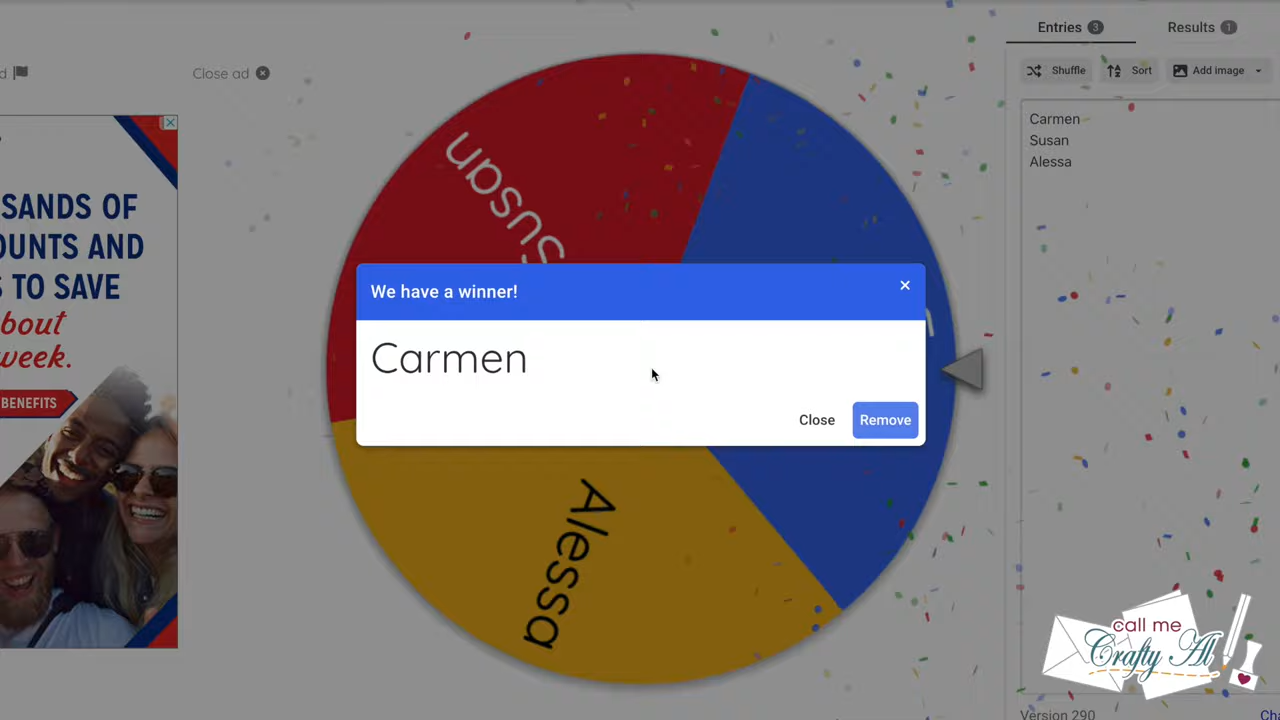 Entries 3
Results 1
d
Close ad
Shuffle
Sort
Add image
Carmen
Susan
Alessa
SANDS OF
OUNTS AND
S TO SAVE
bout
week.
BENEFITS
Susan
We have a winner!
Carmen
Close
Remove
Alessa
call me
Crafty Al
Version 290
Ch